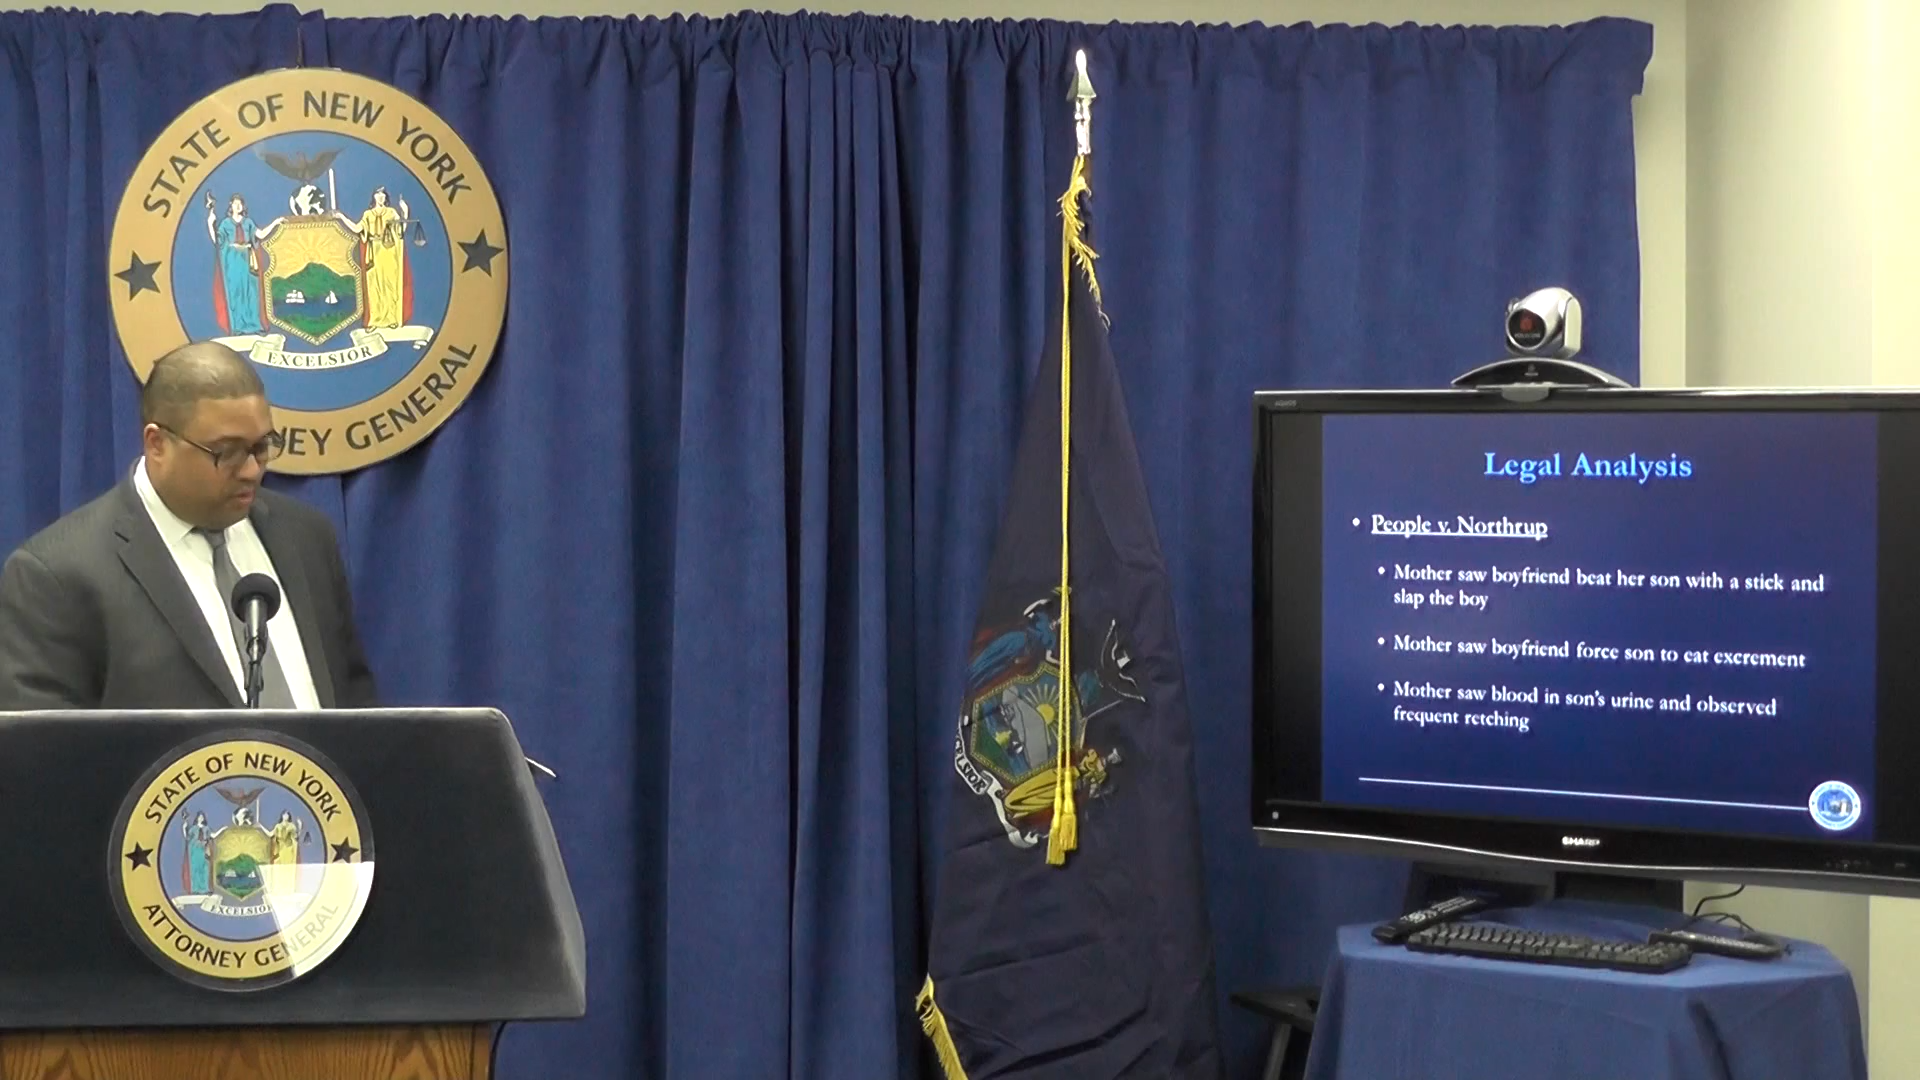 STATE OF NEW YORK
EXCELSIOR
NEY GENERAL
STATE OF NEW YORK
EXCELSIOR
ATTORNEY GENERAL
Legal Analysis
• People v. Northrup
• Mother saw boyfriend beat her son with a stick and
slap the boy
• Mother saw boyfriend force son to eat excrement
• Mother saw blood in son's urine and observed
frequent retching
SHARP